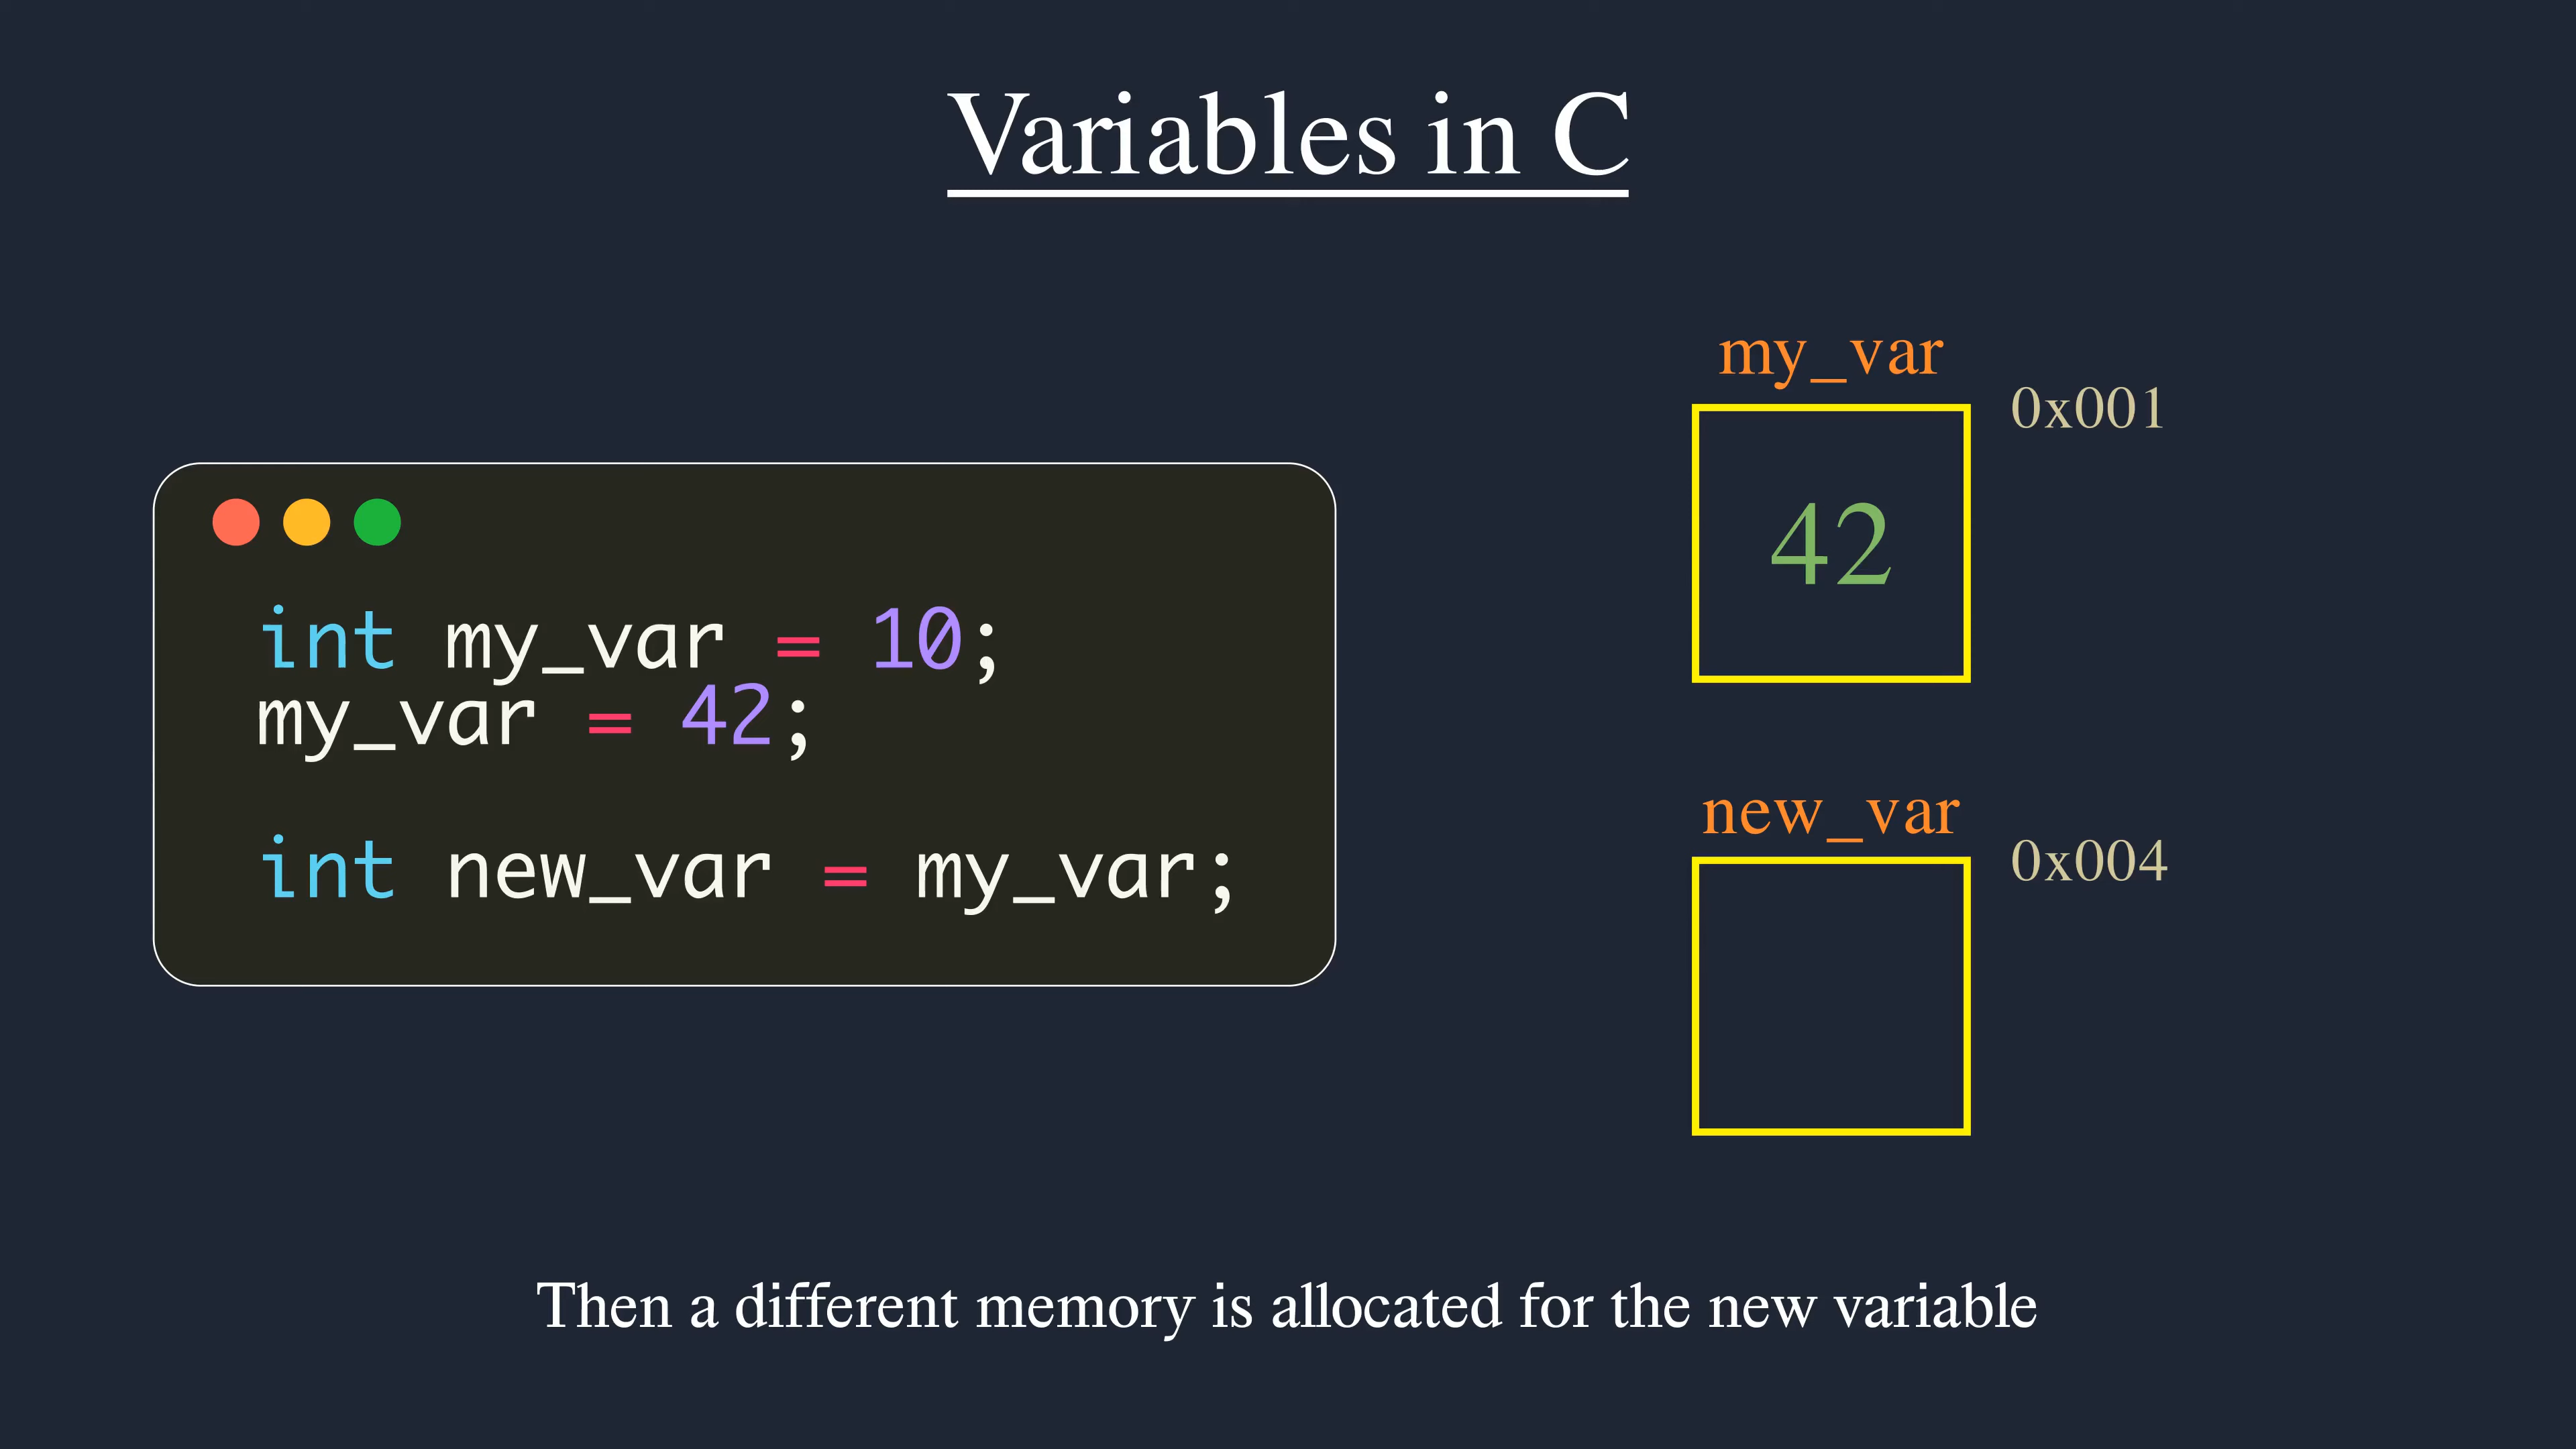 Variables in C
int my_var = 10;
my_var = 42;
int new_var = my_var;
my_var
0x001
42
new_var
0x004
Then a different memory is allocated for the new variable